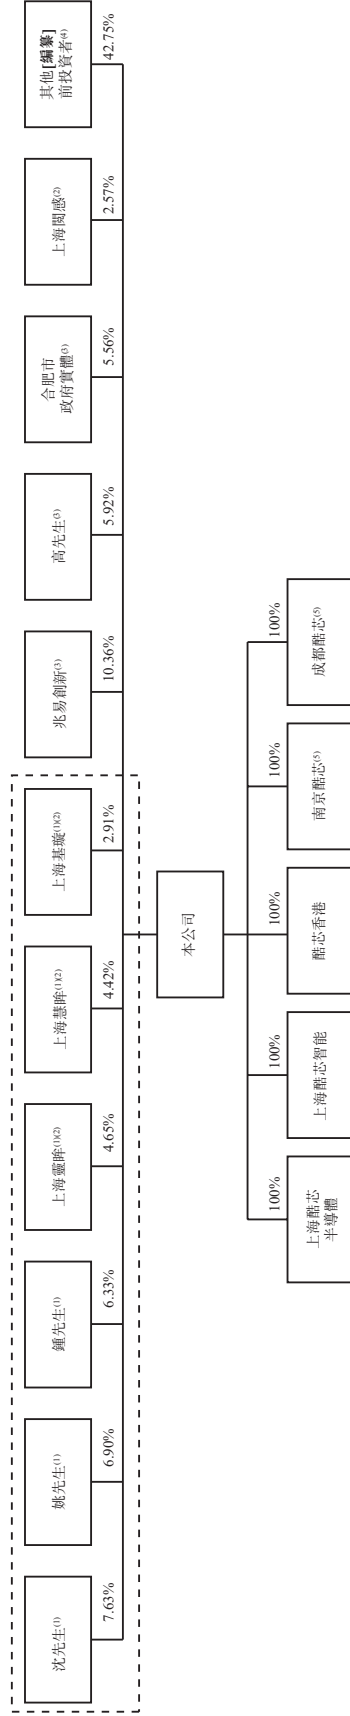 沈先生(1)
姚先生(1)
鍾先生(1)
上海靈眸(1)(2)
上海慧眸(1)(2)
上海基璇(1)(2)
兆易創新(3)
高先生(3)
合肥市
政府實體(3)
上海閱感(2)
其他[編纂]
前投資者(4)
7.63%
6.90%
6.33%
4.65%
4.42%
2.91%
10.36%
5.92%
5.56%
2.57%
42.75%
本公司
100%
100%
100%
100%
100%
上海酷芯
半導體
上海酷芯智能
酷芯香港
南京酷芯(5)
成都酷芯(5)